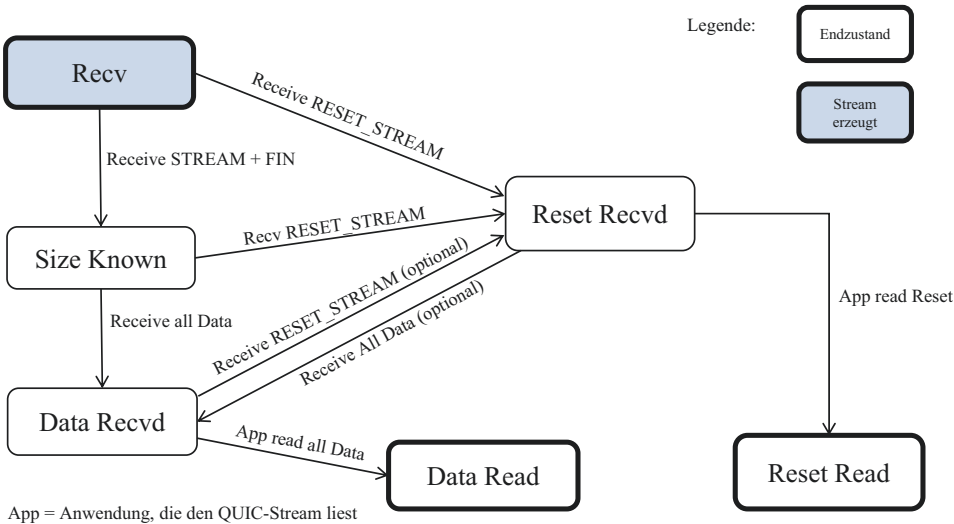 Legende:
Endzustand
Recv
Stream
erzeugt
Receive RESET_STREAM
Receive STREAM + FIN
Reset Recvd
Recv RESET_STREAM
Size Known
Receive RESET_STREAM (optional)
Receive All Data (optional)
App read Reset
Receive all Data
Data Recvd
App read all Data
Data Read
Reset Read
App = Anwendung, die den QUIC-Stream liest